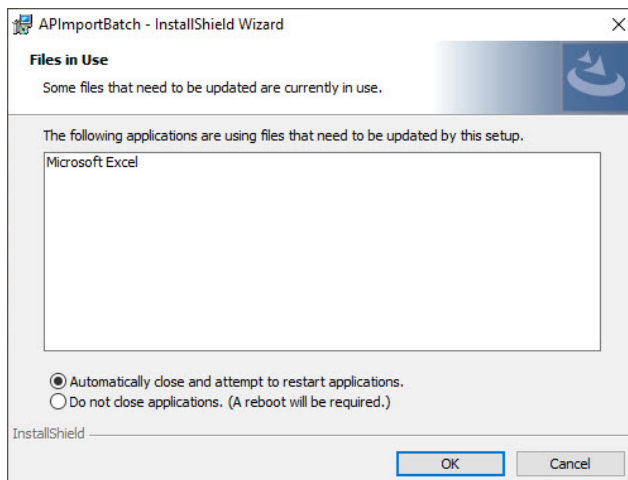 APImportBatch - InstallShield Wizard
Files in Use
Some files that need to be updated are currently in use.
The following applications are using files that need to be updated by this setup.
Microsoft Excel
Automatically close and attempt to restart applications.
Do not close applications. (A reboot will be required.)
InstallShield
OK Cancel